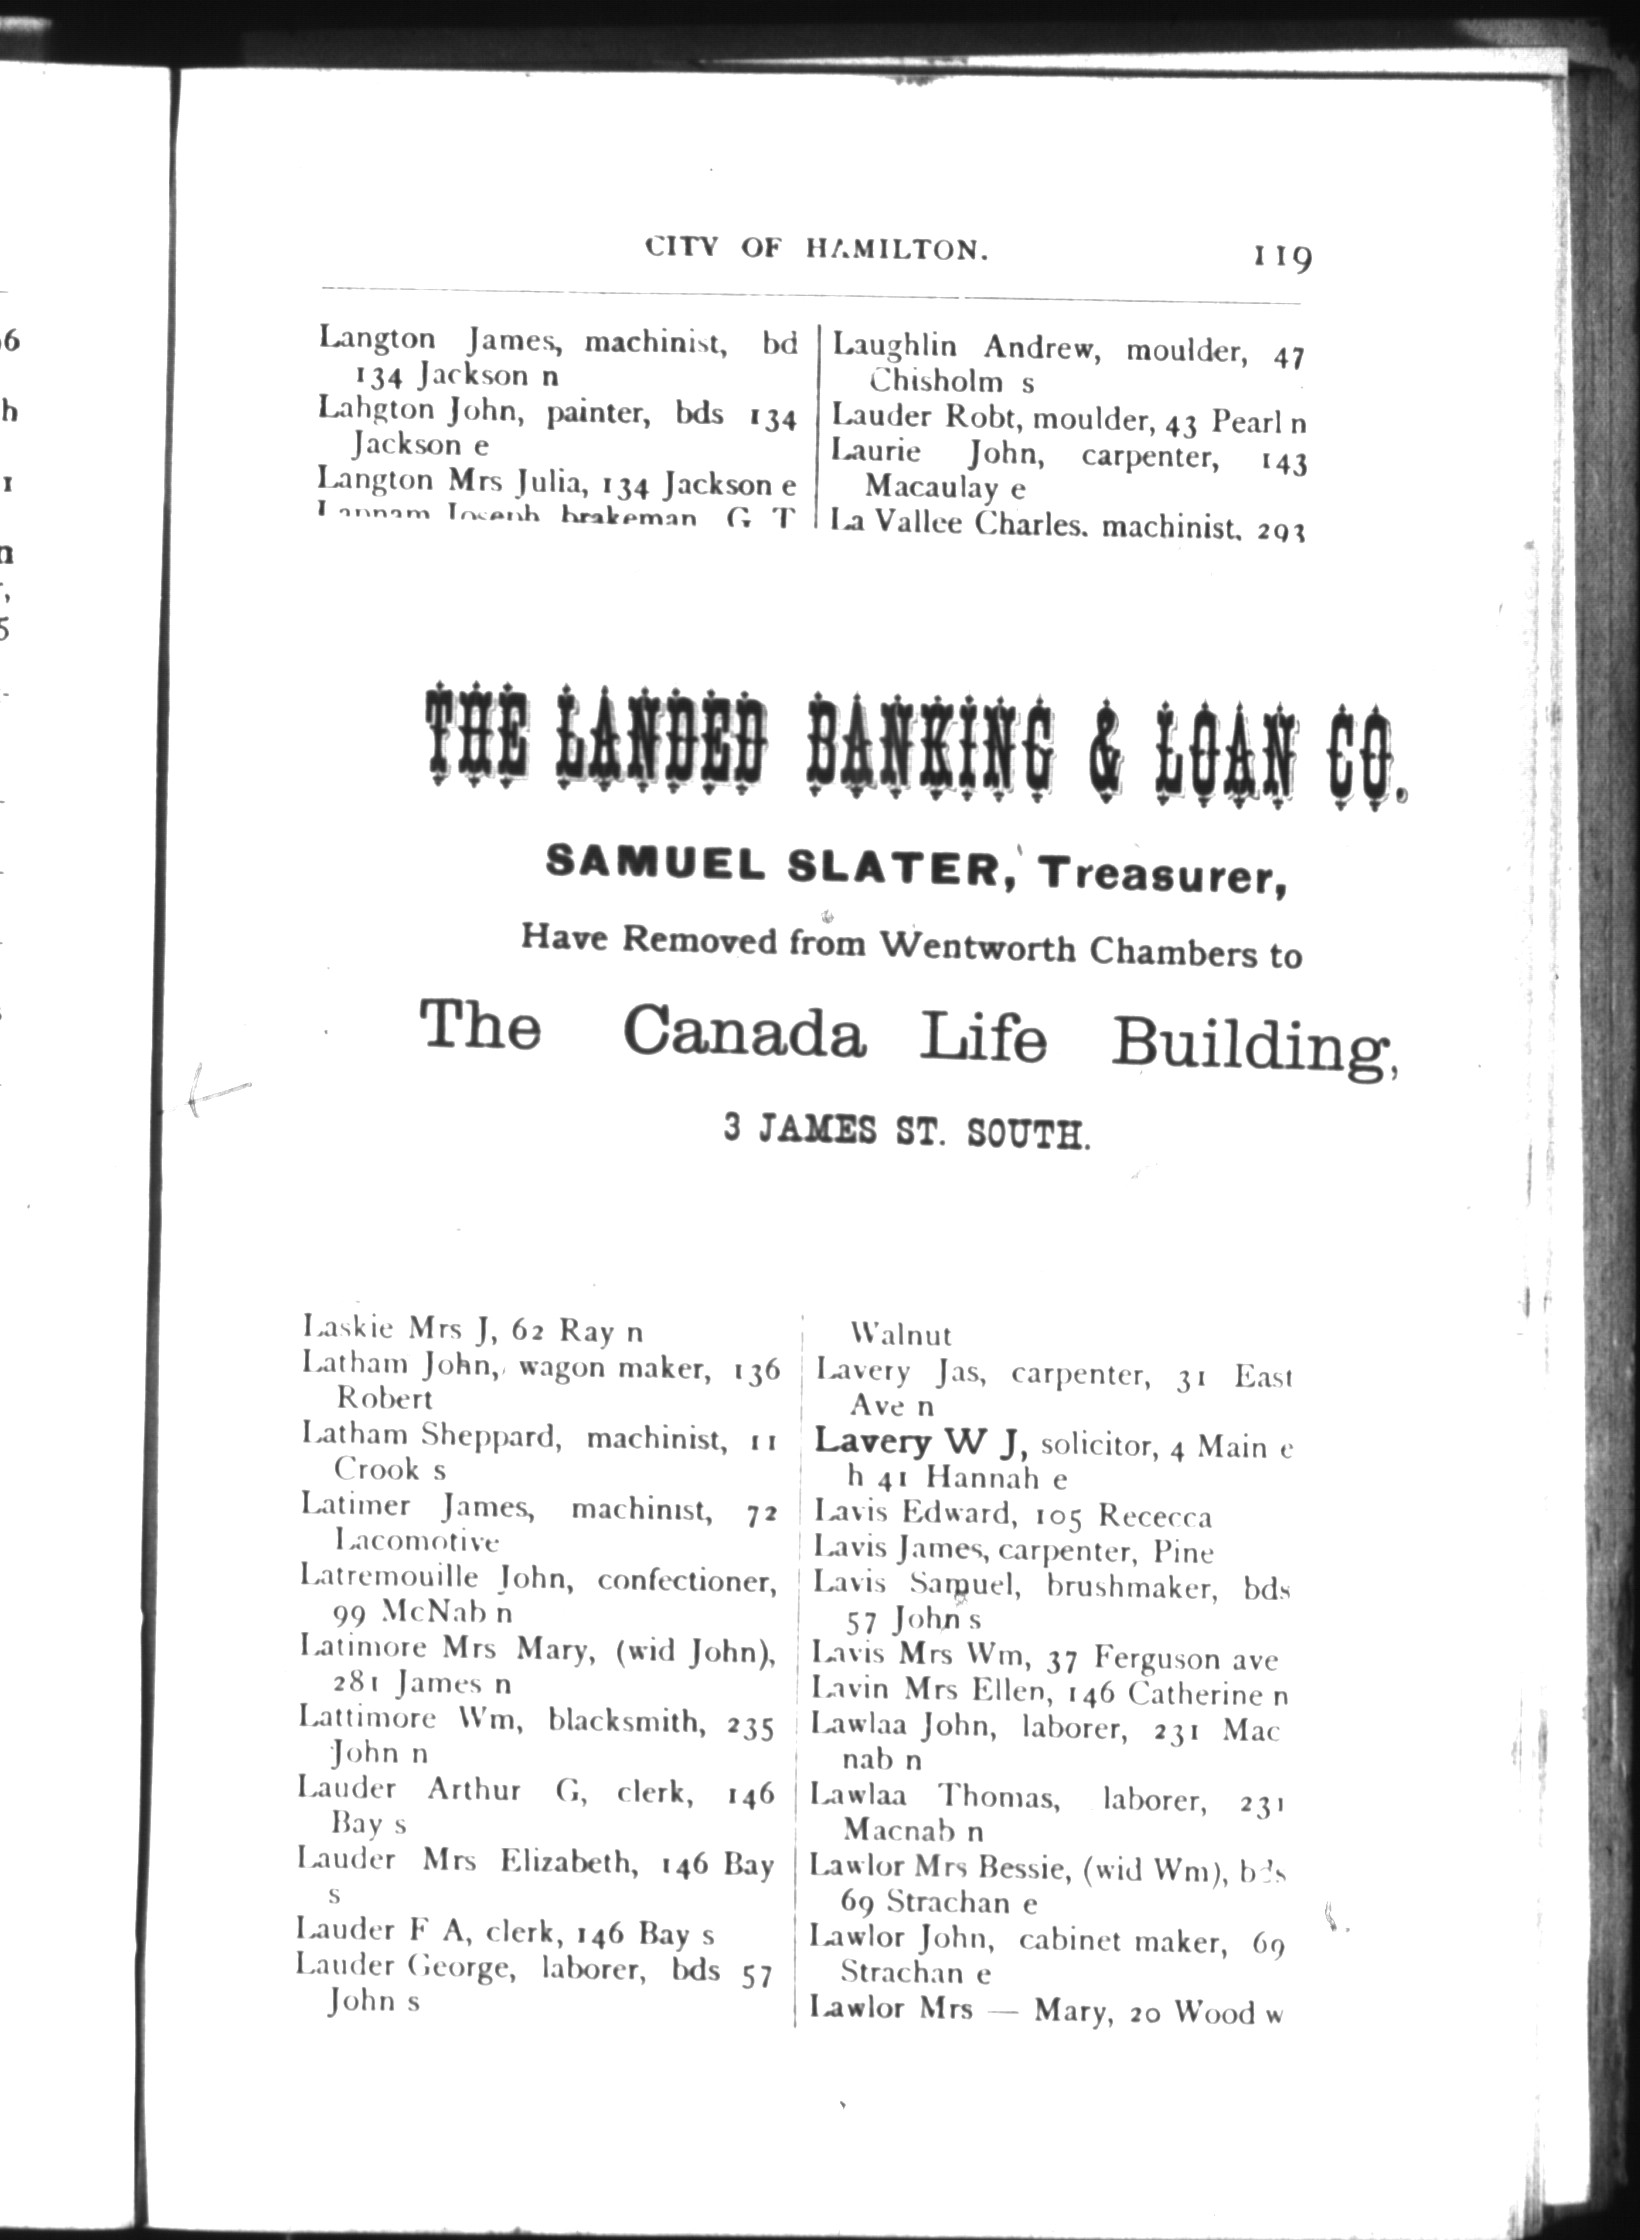 CITY OF HAMILTON. 119
Langton James, machinist, bd
134 Jackson n
Lahgton John, painter, bds 134
Jackson e
Langton Mrs Julia, 134 Jackson e
Lannam Joseph brakeman G T
Laughlin Andrew, moulder, 47
Chisholm s
Lauder Robt, moulder, 43 Pearl n
Laurie John, carpenter, 143
Macaulay e
La Vallee Charles. machinist, 293
THE LANDED BANKING & LOAN CO.
SAMUEL SLATER, Treasurer,
Have Removed from Wentworth Chambers to
The Canada Life Building,
3 JAMES ST. SOUTH.
Laskie Mrs J, 62 Ray n
Latham John, wagon maker, 136
Robert
Latham Sheppard, machinist, 11
Crook s
Latimer James, machinist, 72
Lacomotive
Latremouille John, confectioner,
99 McNab n
Latimore Mrs Mary, (wid John),
281 James n
Lattimore Wm, blacksmith, 235
John n
Lauder Arthur G, clerk, 146
Bay s
Lauder Mrs Elizabeth, 146 Bay
s
Lauder F A, clerk, 146 Bay s
Lauder George, laborer, bds 57
John s
Walnut
Lavery Jas, carpenter, 31 East
Ave n
Lavery W J, solicitor, 4 Main e
h 41 Hannah e
Lavis Edward, 105 Rececca
Lavis James, carpenter, Pine
Lavis Samuel, brushmaker, bds
57 John s
Lavis Mrs Wm, 37 Ferguson ave
Lavin Mrs Ellen, 146 Catherine n
Lawlaa John, laborer, 231 Mac
nab n
Lawlaa Thomas, laborer, 231
Macnab n
Lawlor Mrs Bessie, (wid Wm), bds
69 Strachan e
Lawlor John, cabinet maker, 69
Strachan e
Lawlor Mrs — Mary, 20 Wood w